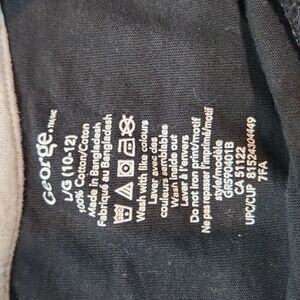 George.
L/G (10-12)
100% Cotton/Coton
Made in Bangladesh
Fabriqué au Bangladesh
Wash with like colours
Laver avec des
couleurs semblables
Wash inside out
Laver à l'envers
Do not iron print/motif
Ne pas repasser l'imprimé/motif
style/modèle
GRS90401B
CA 51122
UPC/CUP 81524304449
7FA